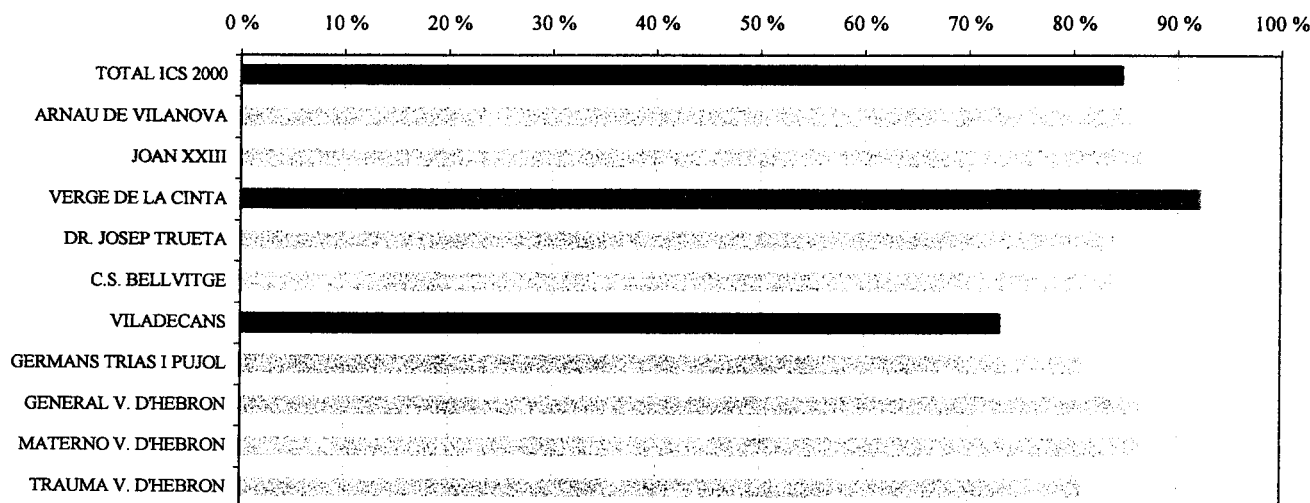 0 % 10 % 20 % 30 % 40 % 50 % 60 % 70 % 80 % 90 % 100 %
TOTAL ICS 2000
ARNAU DE VILANOVA
JOAN XXIII
VERGE DE LA CINTA
DR. JOSEP TRUETA
C.S. BELLVITGE
VILADECANS
GERMANS TRIAS I PUJOL
GENERAL V. D'HEBRON
MATERNO V. D'HEBRON
TRAUMA V. D'HEBRON